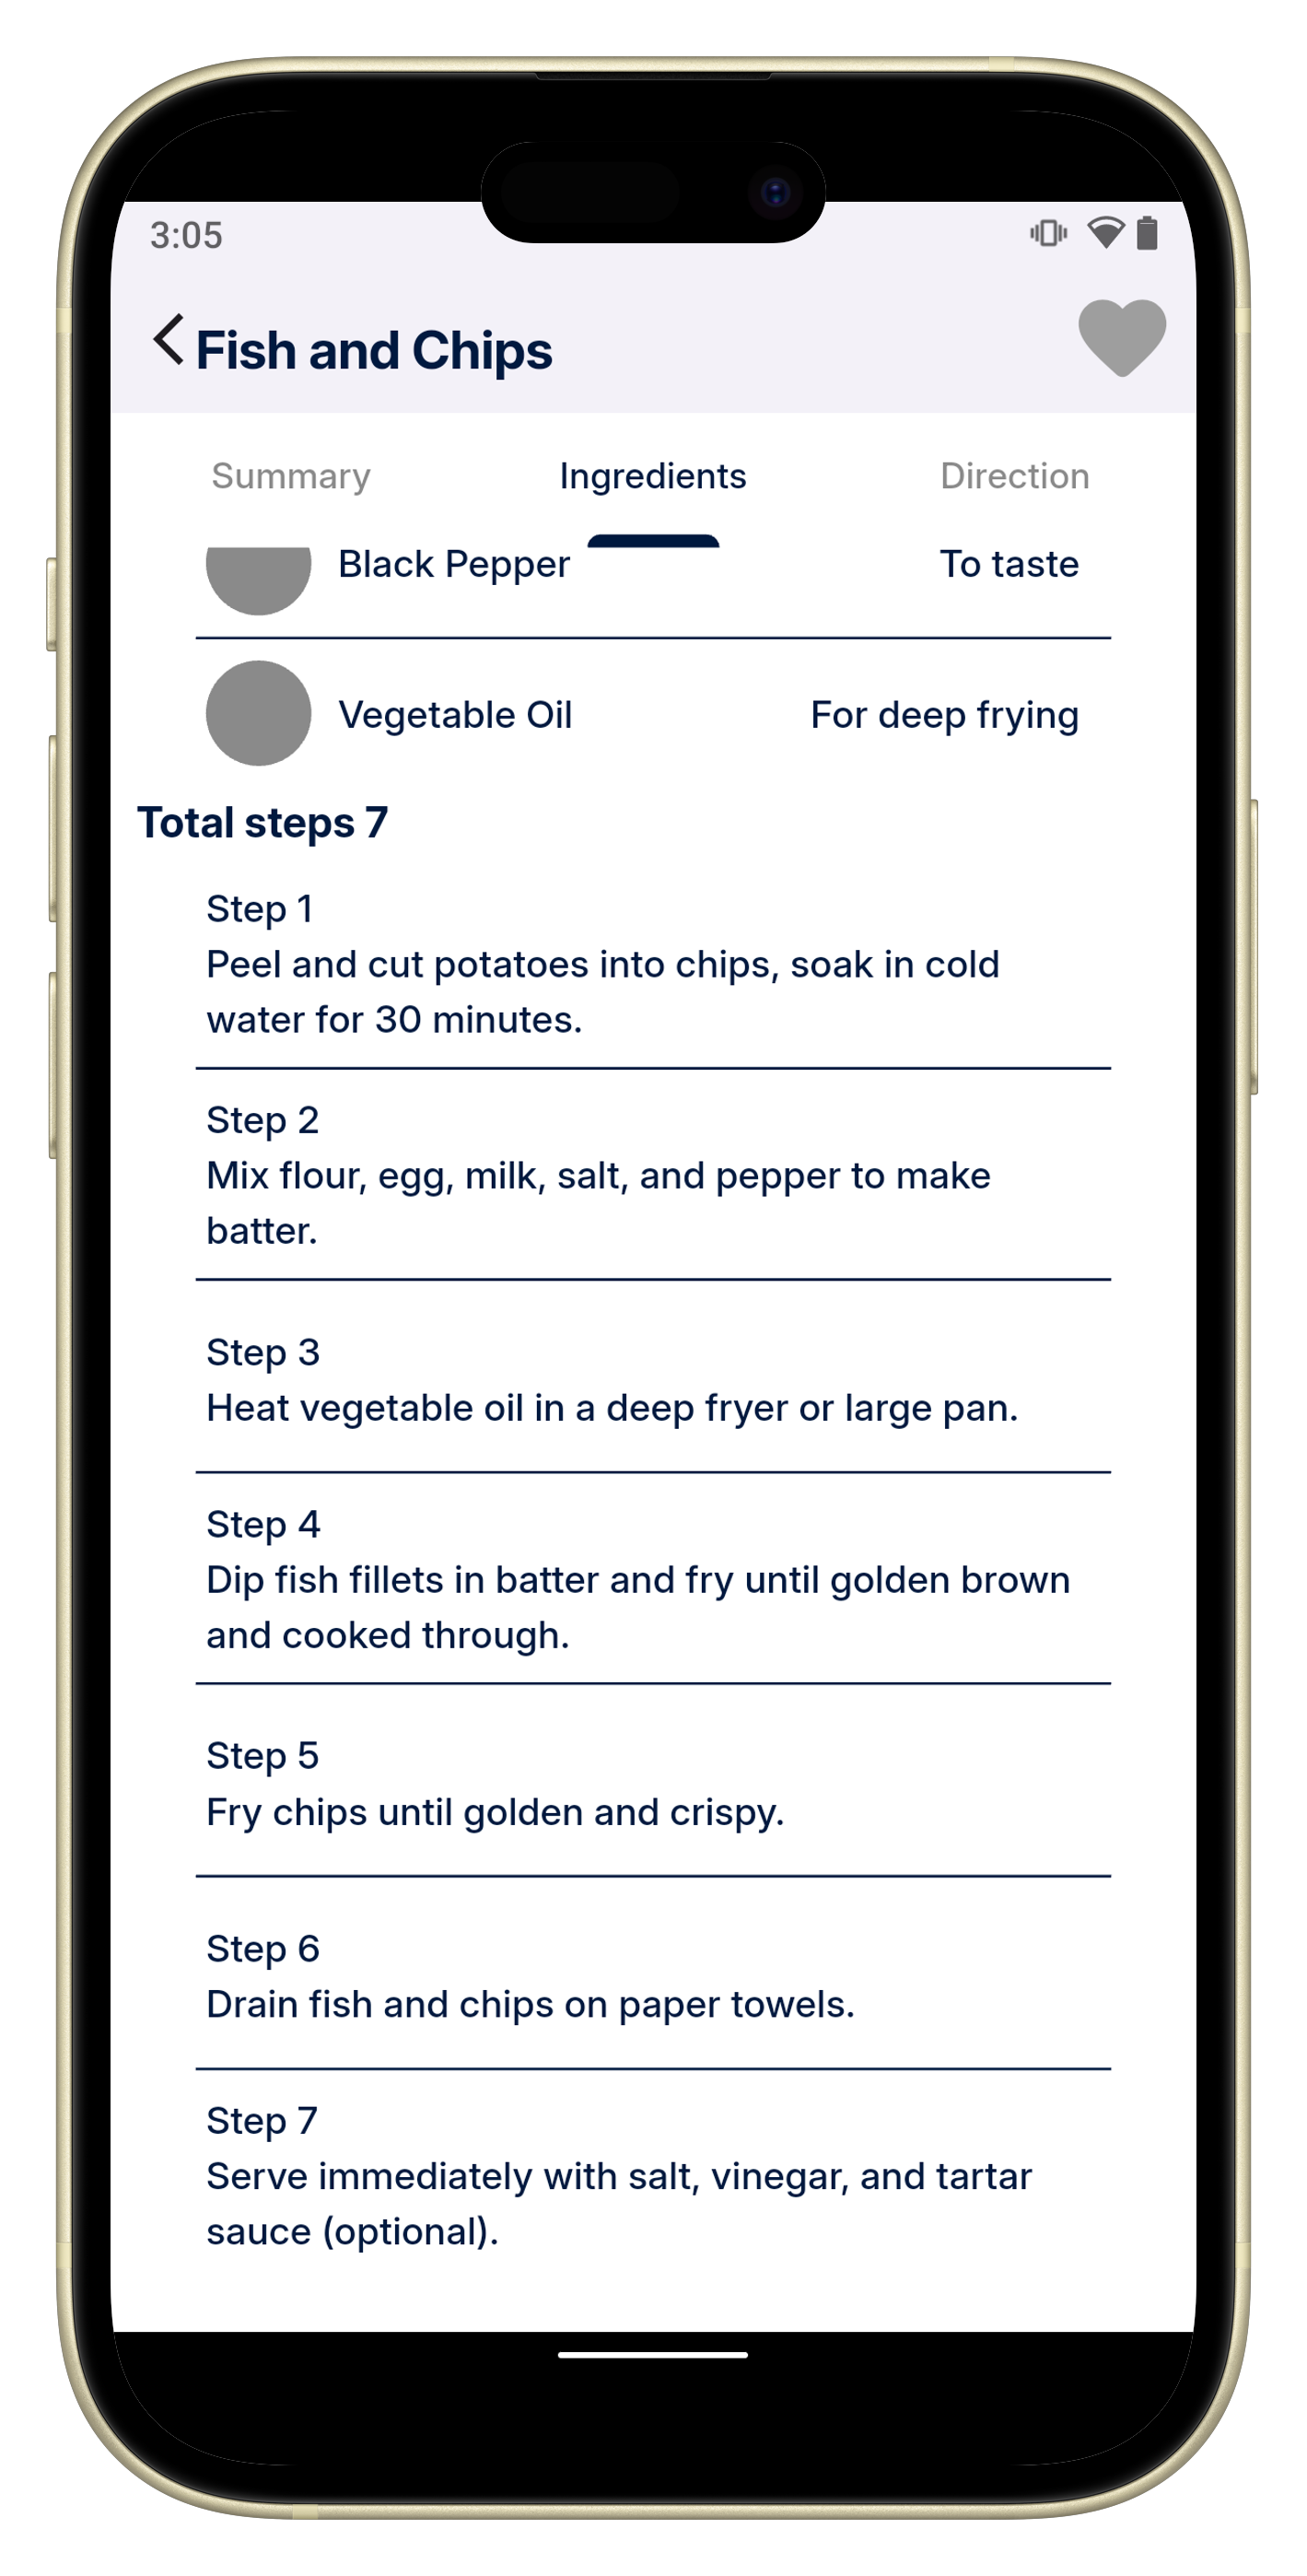 3:05
Fish and Chips
Summary Ingredients Direction
Black Pepper To taste
Vegetable Oil For deep frying
Total steps 7
Step 1
Peel and cut potatoes into chips, soak in cold
water for 30 minutes.
Step 2
Mix flour, egg, milk, salt, and pepper to make
batter.
Step 3
Heat vegetable oil in a deep fryer or large pan.
Step 4
Dip fish fillets in batter and fry until golden brown
and cooked through.
Step 5
Fry chips until golden and crispy.
Step 6
Drain fish and chips on paper towels.
Step 7
Serve immediately with salt, vinegar, and tartar
sauce (optional).